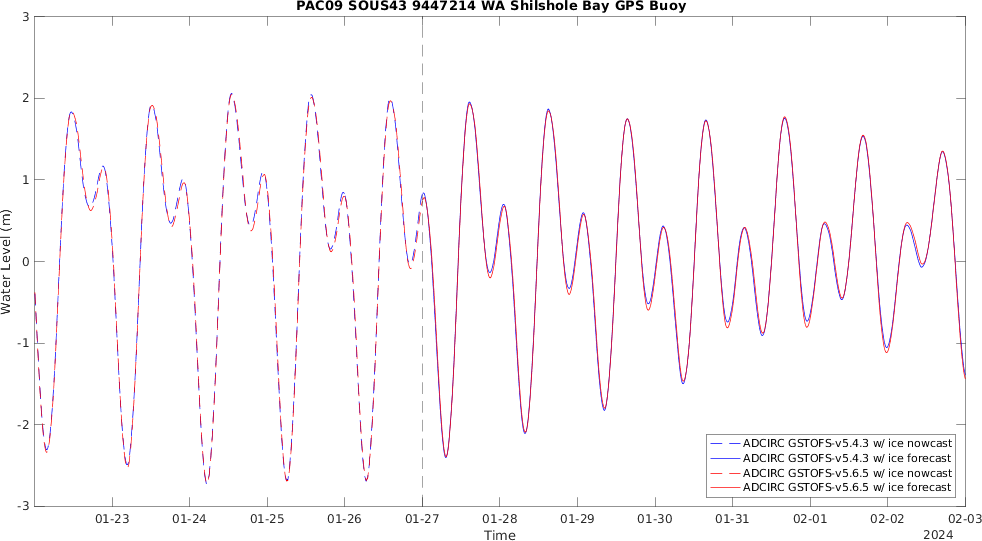 PAC09 SOUS43 9447214 WA Shilshole Bay GPS Buoy
3
2
1
0
-1
-2
-3
Water Level (m)
ADCIRC GSTOFS-v5.4.3 w/ ice nowcast
ADCIRC GSTOFS-v5.4.3 w/ ice forecast
ADCIRC GSTOFS-v5.6.5 w/ ice nowcast
ADCIRC GSTOFS-v5.6.5 w/ ice forecast
01-23 01-24 01-25 01-26 01-27 01-28 01-29 01-30 01-31 02-01 02-02 02-03
Time
2024